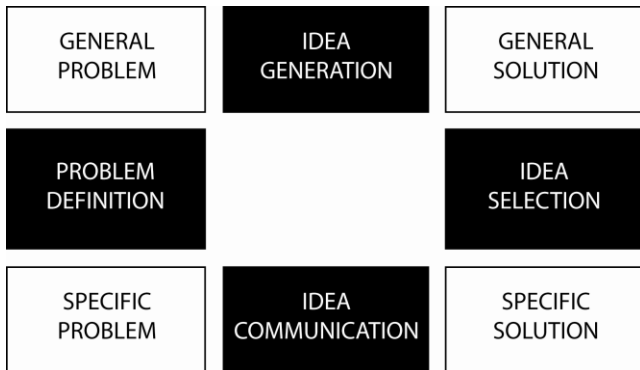 GENERAL
PROBLEM
IDEA
GENERATION
GENERAL
SOLUTION
PROBLEM
DEFINITION
IDEA
SELECTION
SPECIFIC
PROBLEM
IDEA
COMMUNICATION
SPECIFIC
SOLUTION